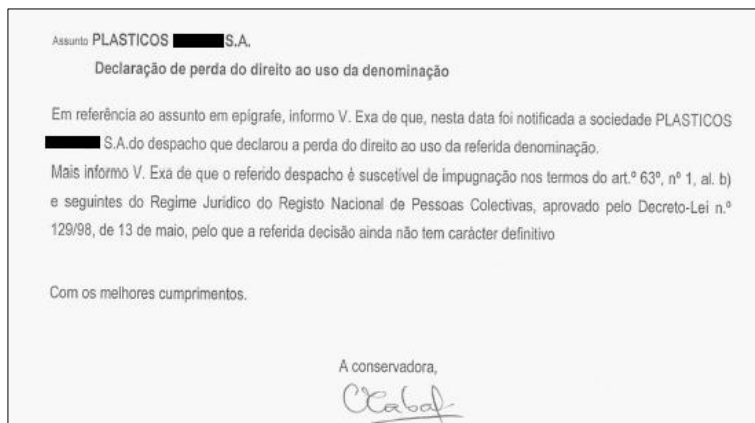 Assunto PLASTICOS S.A.
Declaração de perda do direito ao uso da denominação
Em referência ao assunto em epígrafe, informo V. Exa de que, nesta data foi notificada a sociedade PLASTICOS
S.A.do despacho que declarou a perda do direito ao uso da referida denominação.
Mais informo V. Exa de que o referido despacho é suscetível de impugnação nos termos do art.º 63º, nº 1, al. b)
e seguintes do Regime Juridico do Registo Nacional de Pessoas Colectivas, aprovado pelo Decreto-Lei n.º
129/98, de 13 de maio, pelo que a referida decisão ainda não tem carácter definitivo
Com os melhores cumprimentos.
A conservadora,